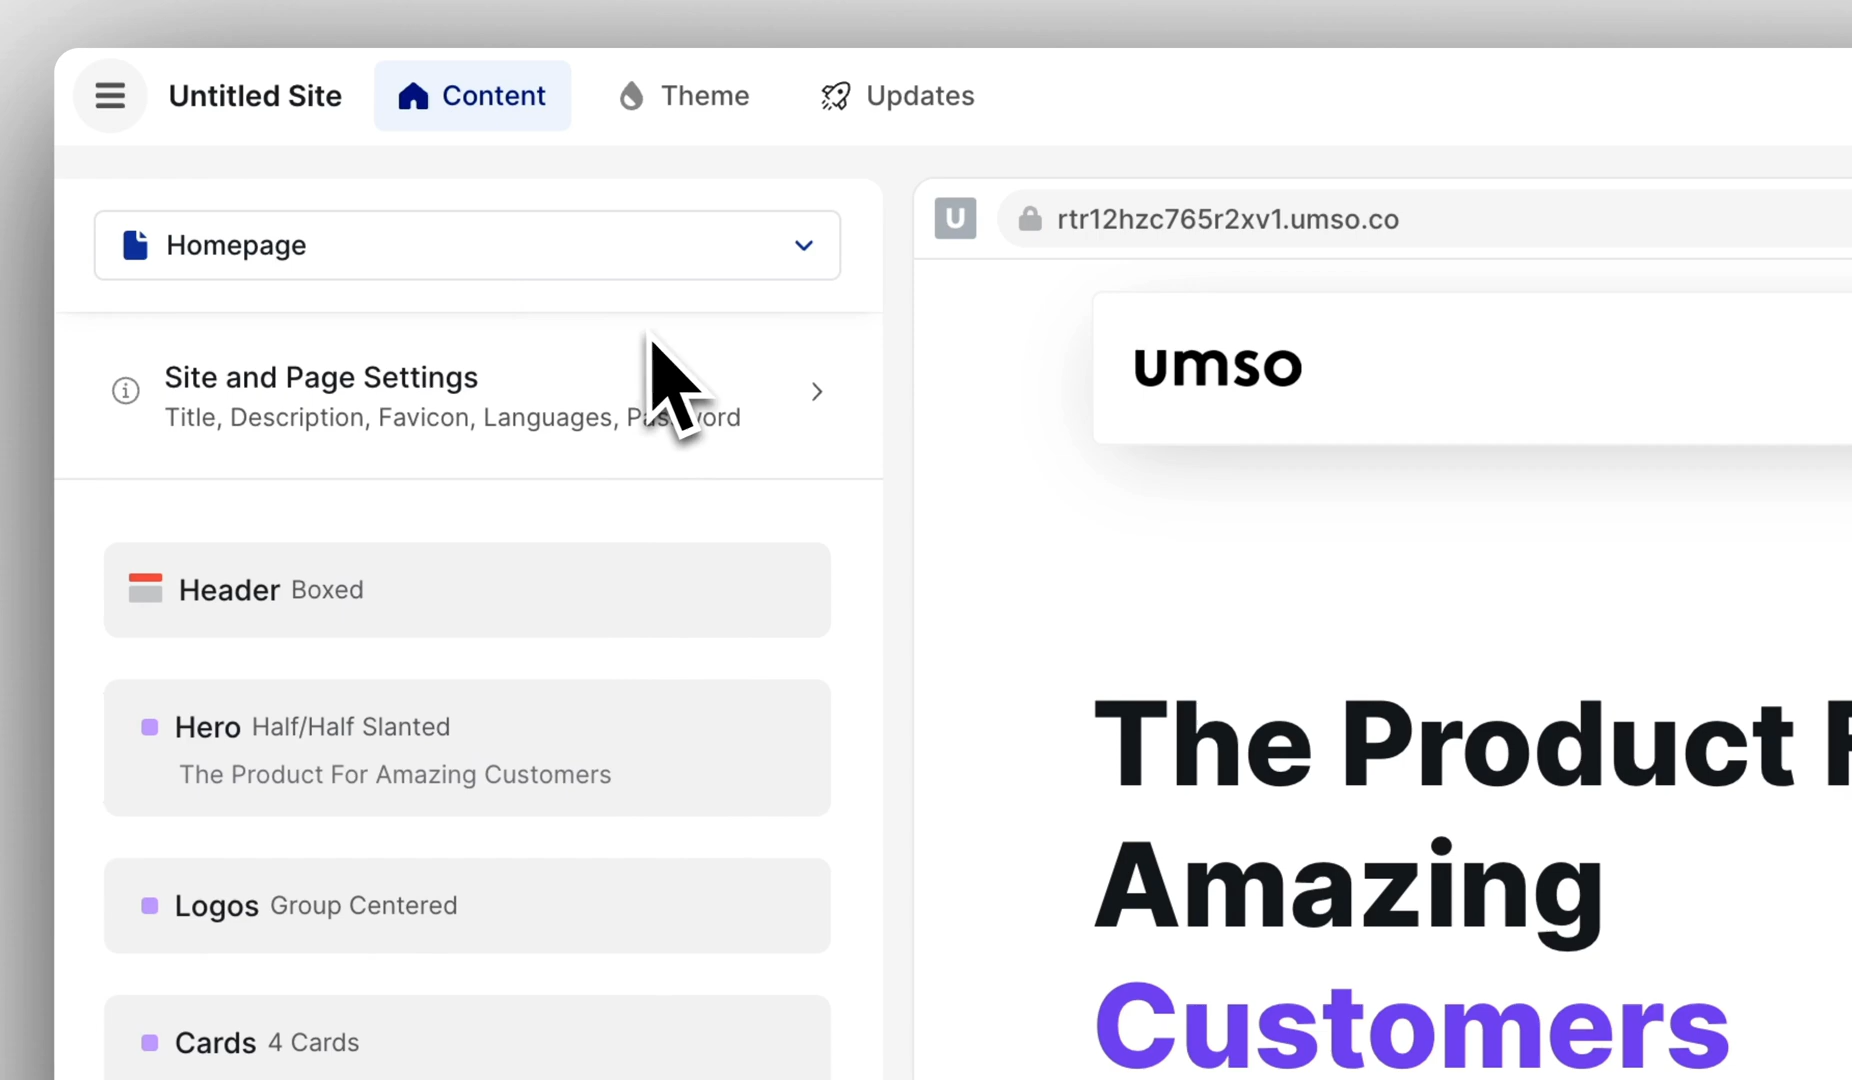 Untitled Site
Content
Theme
Updates
Homepage
Site and Page Settings
Title, Description, Favicon, Languages,
Header Boxed
Hero Half/Half Slanted
The Product For Amazing Customers
Logos Group Centered
Cards 4 Cards
U
rtr12hzc765r2xv1.umso.co
umso
The Product
Amazing
Customers